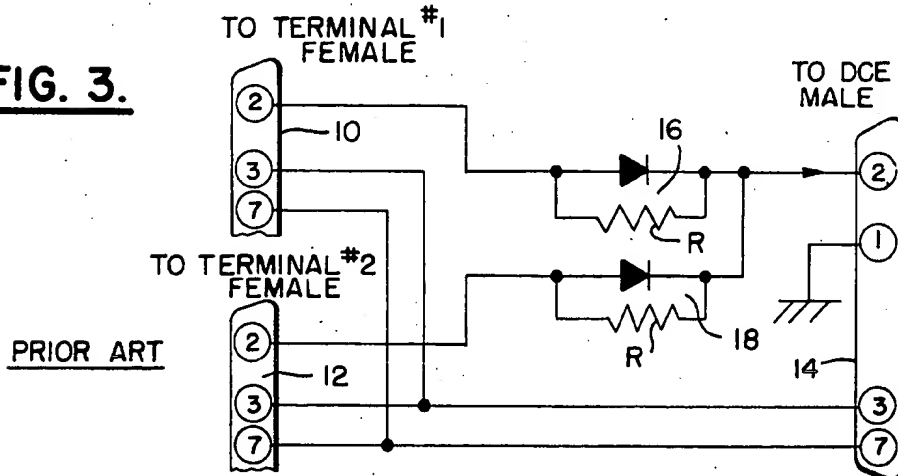 FIG. 3.
TO TERMINAL #1
FEMALE
2
10
3
7
TO DCE
MALE
16
2
R
1
TO TERMINAL #2
FEMALE
2
18
R
PRIOR ART
12
14
3
3
7
7